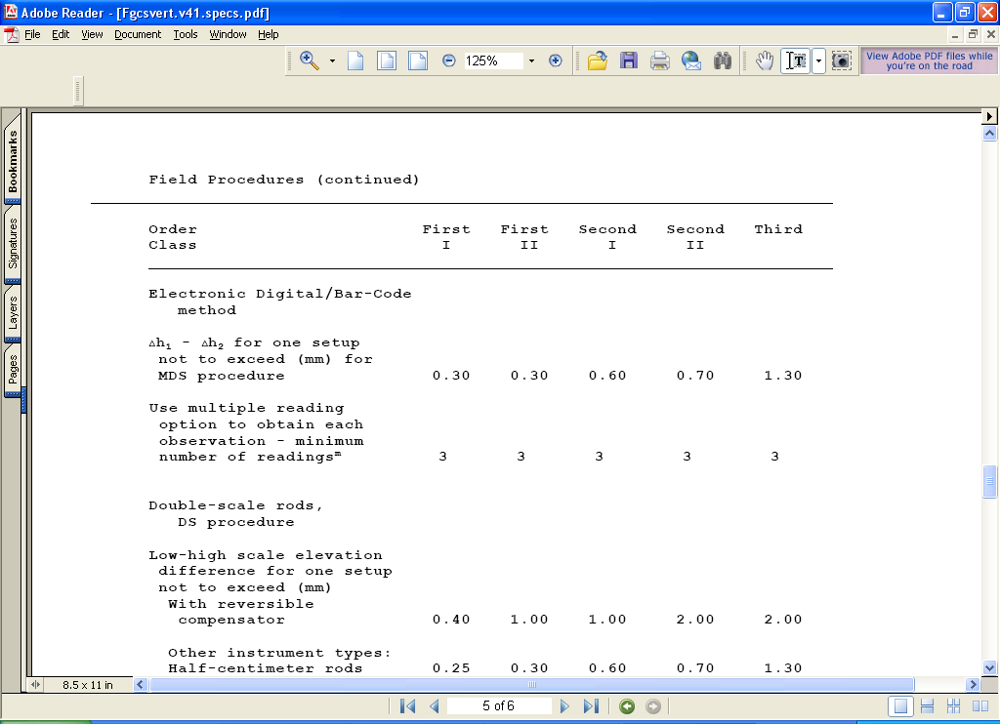 Adobe Reader - [Fgcsvert.v41.specs.pdf]
File Edit View Document Tools Window Help
125%
View Adobe PDF files while
you're on the road
Bookmarks
Signatures
Layers
Pages
Field Procedures (continued)
Order First First Second Second Third
Class I II I II
Electronic Digital/Bar-Code
method
Δh₁ - Δh₂ for one setup
not to exceed (mm) for
MDS procedure 0.30 0.30 0.60 0.70 1.30
Use multiple reading
option to obtain each
observation - minimum
number of readingsᵐ 3 3 3 3 3
Double-scale rods,
DS procedure
Low-high scale elevation
difference for one setup
not to exceed (mm)
With reversible
compensator 0.40 1.00 1.00 2.00 2.00
Other instrument types:
Half-centimeter rods 0.25 0.30 0.60 0.70 1.30
8.5 x 11 in
5 of 6